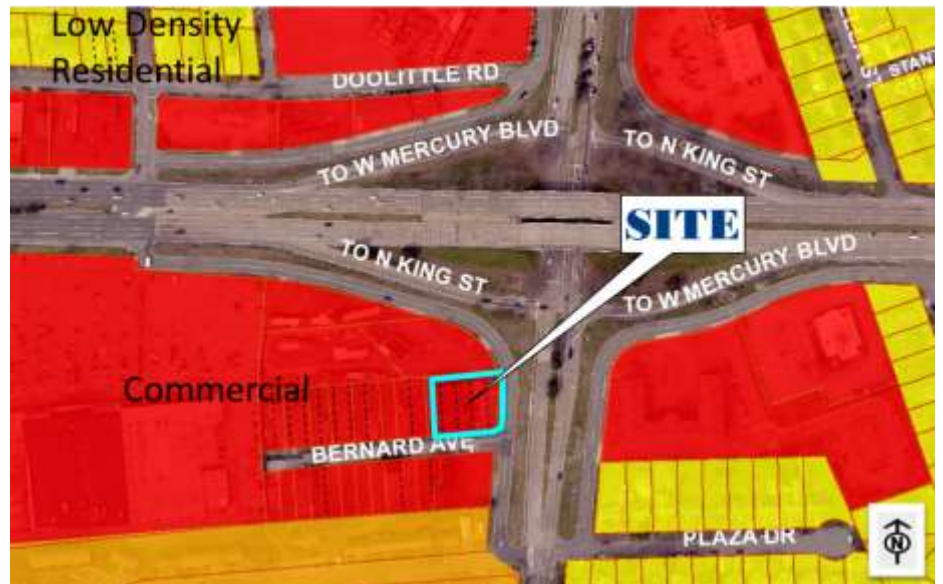 Low Density
Residential
DOOLITTLE RD
STANT
TO W MERCURY BLVD
TO N KING ST
SITE
TO N KING ST
TO W MERCURY BLVD
Commercial
BERNARD AVE
PLAZA DR
N